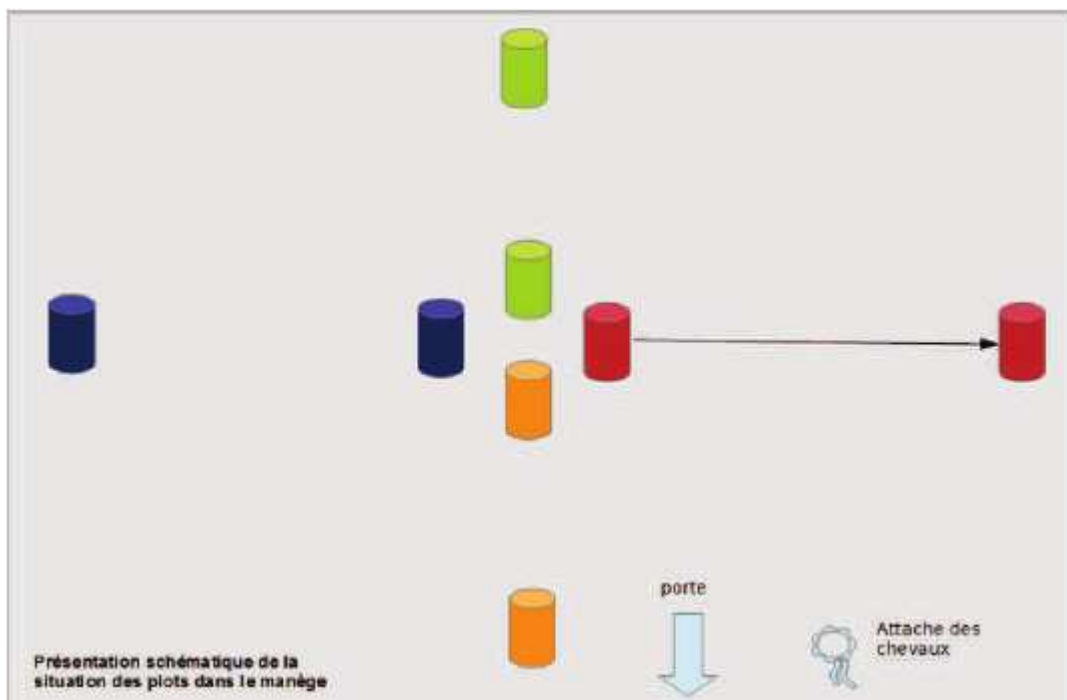 porte
Attache des
chevaux
Présentation schématique de la
situation des plots dans le manège